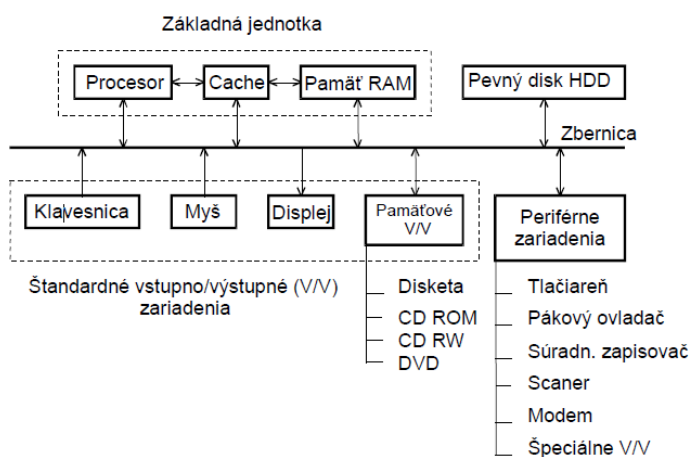 Základná jednotka
Procesor
Cache
Pamäť RAM
Pevný disk HDD
Zbernica
Klavesnica
Myš
Displej
Pamäťové
V/V
Periférne
zariadenia
Štandardné vstupno/výstupné (V/V)
zariadenia
Disketa
CD ROM
CD RW
DVD
Tlačiareň
Pákový ovladač
Súradn. zapisovač
Scaner
Modem
Špeciálne V/V